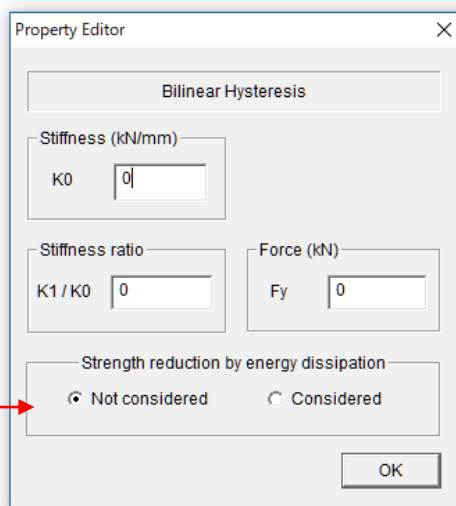 Property Editor
Bilinear Hysteresis
Stiffness (kN/mm)
K0 0
Stiffness ratio Force (kN)
K1 / K0 0 Fy 0
Strength reduction by energy dissipation
Not considered Considered
OK